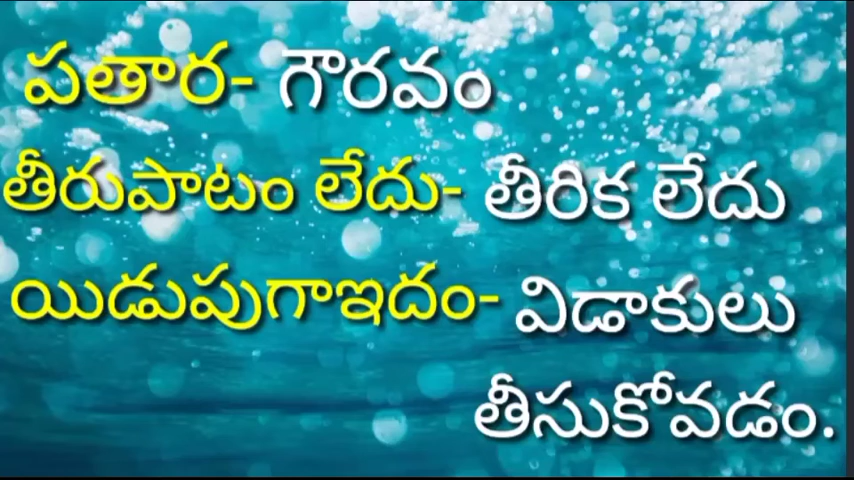 పతార- గౌరవం
తీరుపాటం లేదు- తీరిక లేదు
యిడుపుగాఇదం- విడాకులు
తీసుకోవడం.